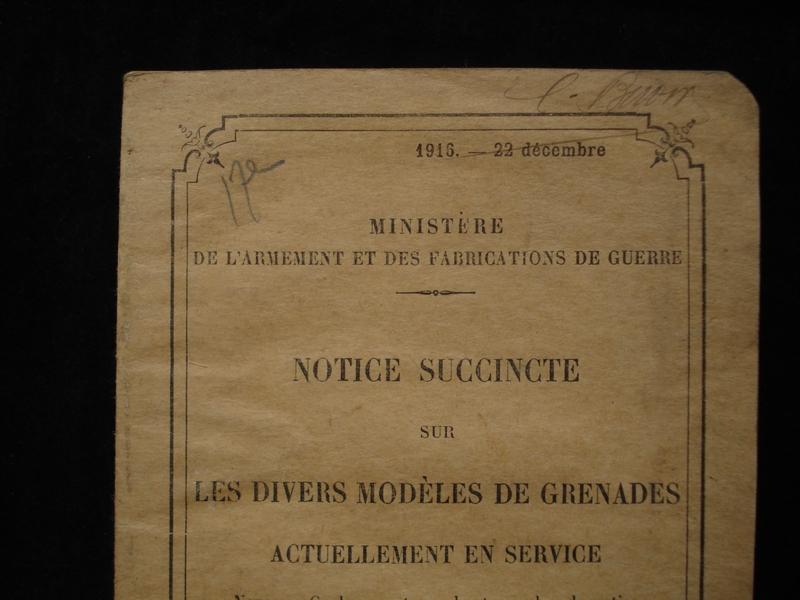 1916. — 22 décembre
MINISTÈRE
DE L'ARMEMENT ET DES FABRICATIONS DE GUERRE
NOTICE SUCCINCTE
SUR
LES DIVERS MODÈLES DE GRENADES
ACTUELLEMENT EN SERVICE